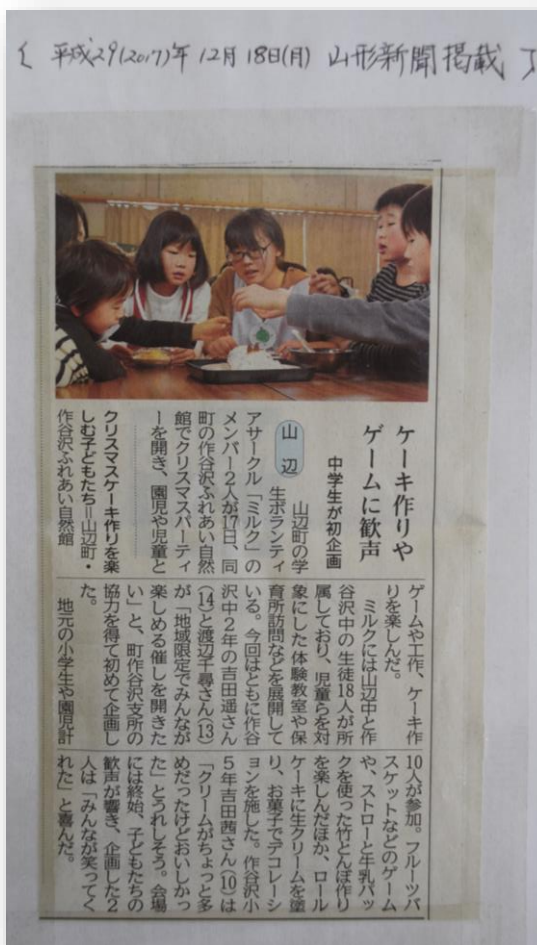 平成29(2017)年12月18日(月) 山形新聞掲載
ケーキ作りや
ゲームに歓声
中学生が初企画
山辺
山辺町の学
生ボランティ
アサークル「ミルク」の
メンバー2人が17日、同
町の作谷沢ふれあい自然
館でクリスマスパーティ
ーを開き、園児や児童と
クリスマスケーキ作りを楽
しむ子どもたち=山辺町・
作谷沢ふれあい自然館
ゲームや工作、ケーキ作
りを楽しんだ。
ミルクには山辺中と作
谷沢中の生徒18人が所
属しており、児童らを対
象にした体験教室や保
育所訪問などを展開して
いる。今回はともに作谷
沢中2年の吉田遥さん
(14)と渡辺千尋さん(13)
が「地域限定でみんなが
楽しめる催しを開きた
い」と、町作谷沢支所の
協力を得て初めて企画し
た。
地元の小学生や園児計
10人が参加。フルーツバ
スケットなどのゲーム
や、ストローと牛乳パッ
クを使った竹とんぼ作り
を楽しんだほか、ロール
ケーキに生クリームを塗
り、お菓子でデコレーシ
ョンを施した。作谷沢小
5年吉田茜さん(10)は
「クリームがちょっと多
めだったけどおいしかっ
た」とうれしそう。会場
には終始、子どもたちの
歓声が響き、企画した2
人は「みんなが笑ってく
れた」と喜んだ。